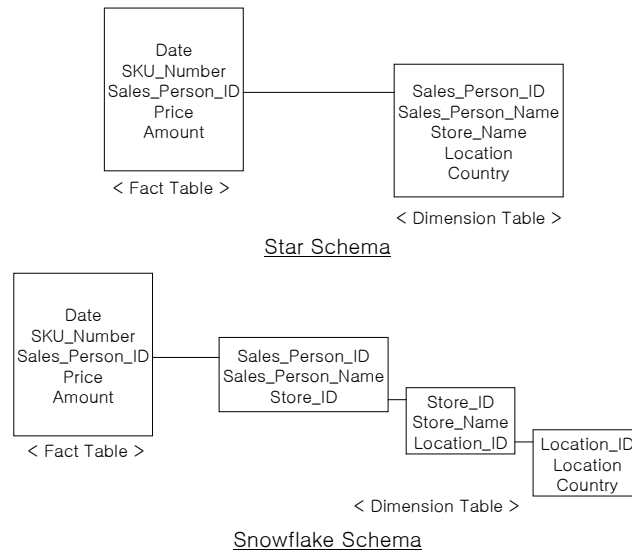 Date
SKU_Number
Sales_Person_ID
Price
Amount
< Fact Table >
Sales_Person_ID
Sales_Person_Name
Store_Name
Location
Country
< Dimension Table >
Star Schema
Date
SKU_Number
Sales_Person_ID
Price
Amount
< Fact Table >
Sales_Person_ID
Sales_Person_Name
Store_ID
Store_ID
Store_Name
Location_ID
Location_ID
Location
Country
< Dimension Table >
Snowflake Schema